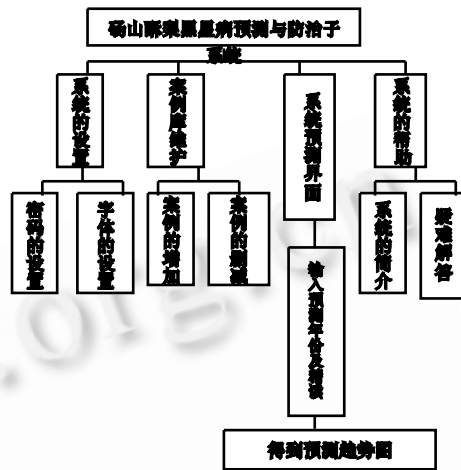 砀山酥梨黑星病预测与防治子
系统
系统的设置
案例库维护
系统预测界面
系统的帮助
密码的设置
字体的设置
案例的增加
案例的删减
输入预测年份及精读
系统的简介
疑难解答
得到预测趋势图
.org.cn